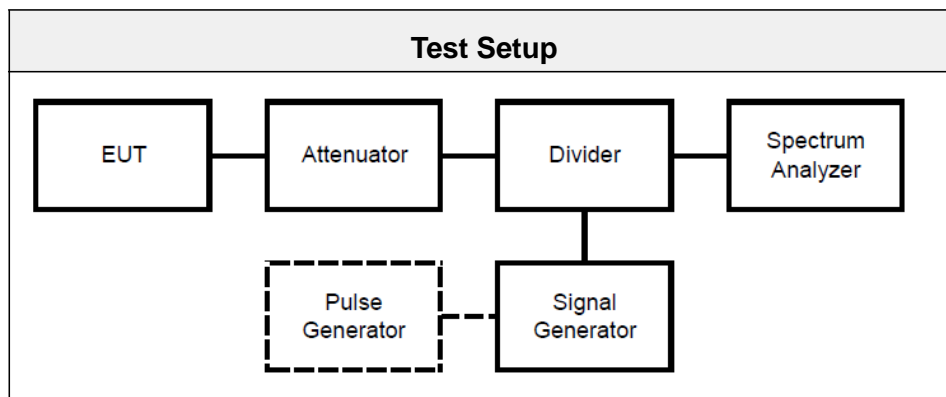 Test Setup
EUT
Attenuator
Divider
Spectrum
Analyzer
Pulse
Generator
Signal
Generator